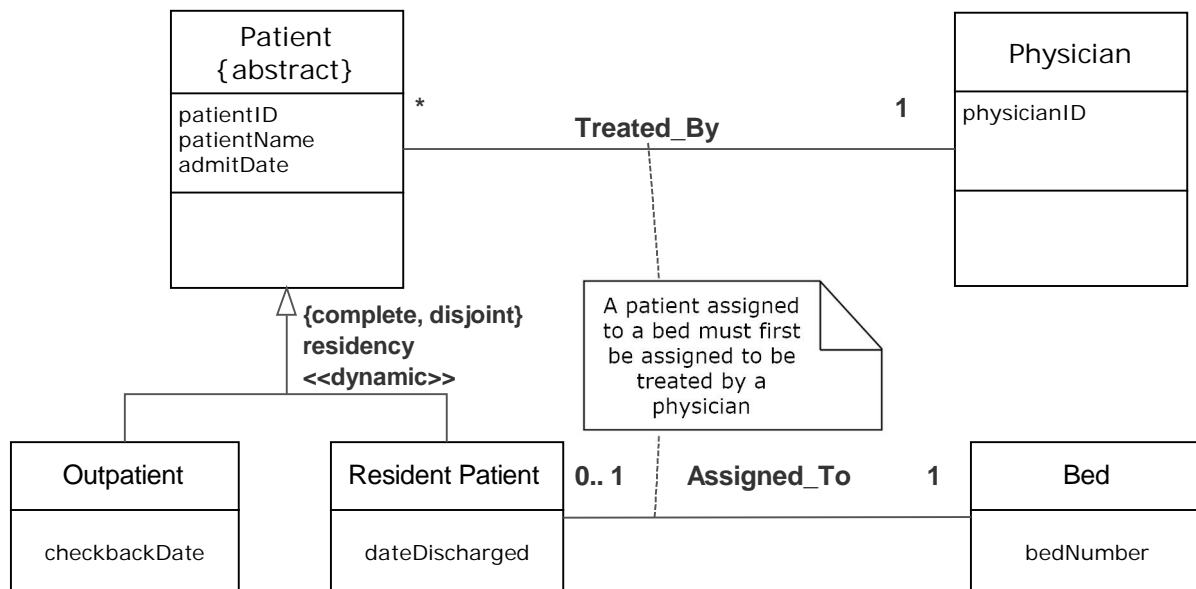 Patient
{abstract}
patientID
patientName
admitDate
*
Treated_By
1
Physician
physicianID
{complete, disjoint}
residency
<<dynamic>>
A patient assigned
to a bed must first
be assigned to be
treated by a
physician
Outpatient
checkbackDate
Resident Patient
dateDischarged
0.. 1
Assigned_To
1
Bed
bedNumber